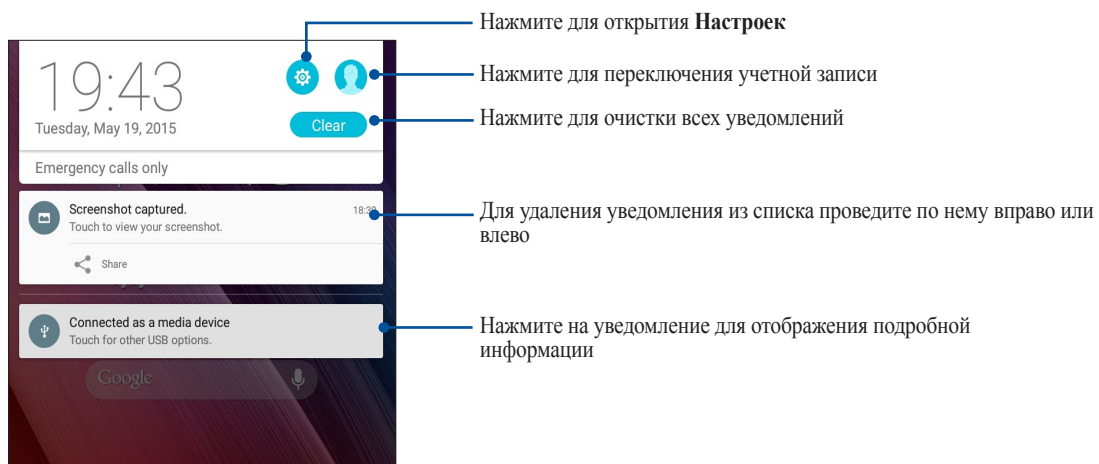 Нажмите для открытия Настроек
19:43
Нажмите для переключения учетной записи
Tuesday, May 19, 2015
Clear
Нажмите для очистки всех уведомлений
Emergency calls only
Screenshot captured.
Touch to view your screenshot.
Для удаления уведомления из списка проведите по нему вправо или
влево
Share
Connected as a media device
Touch for other USB options.
Нажмите на уведомление для отображения подробной
информации
Google